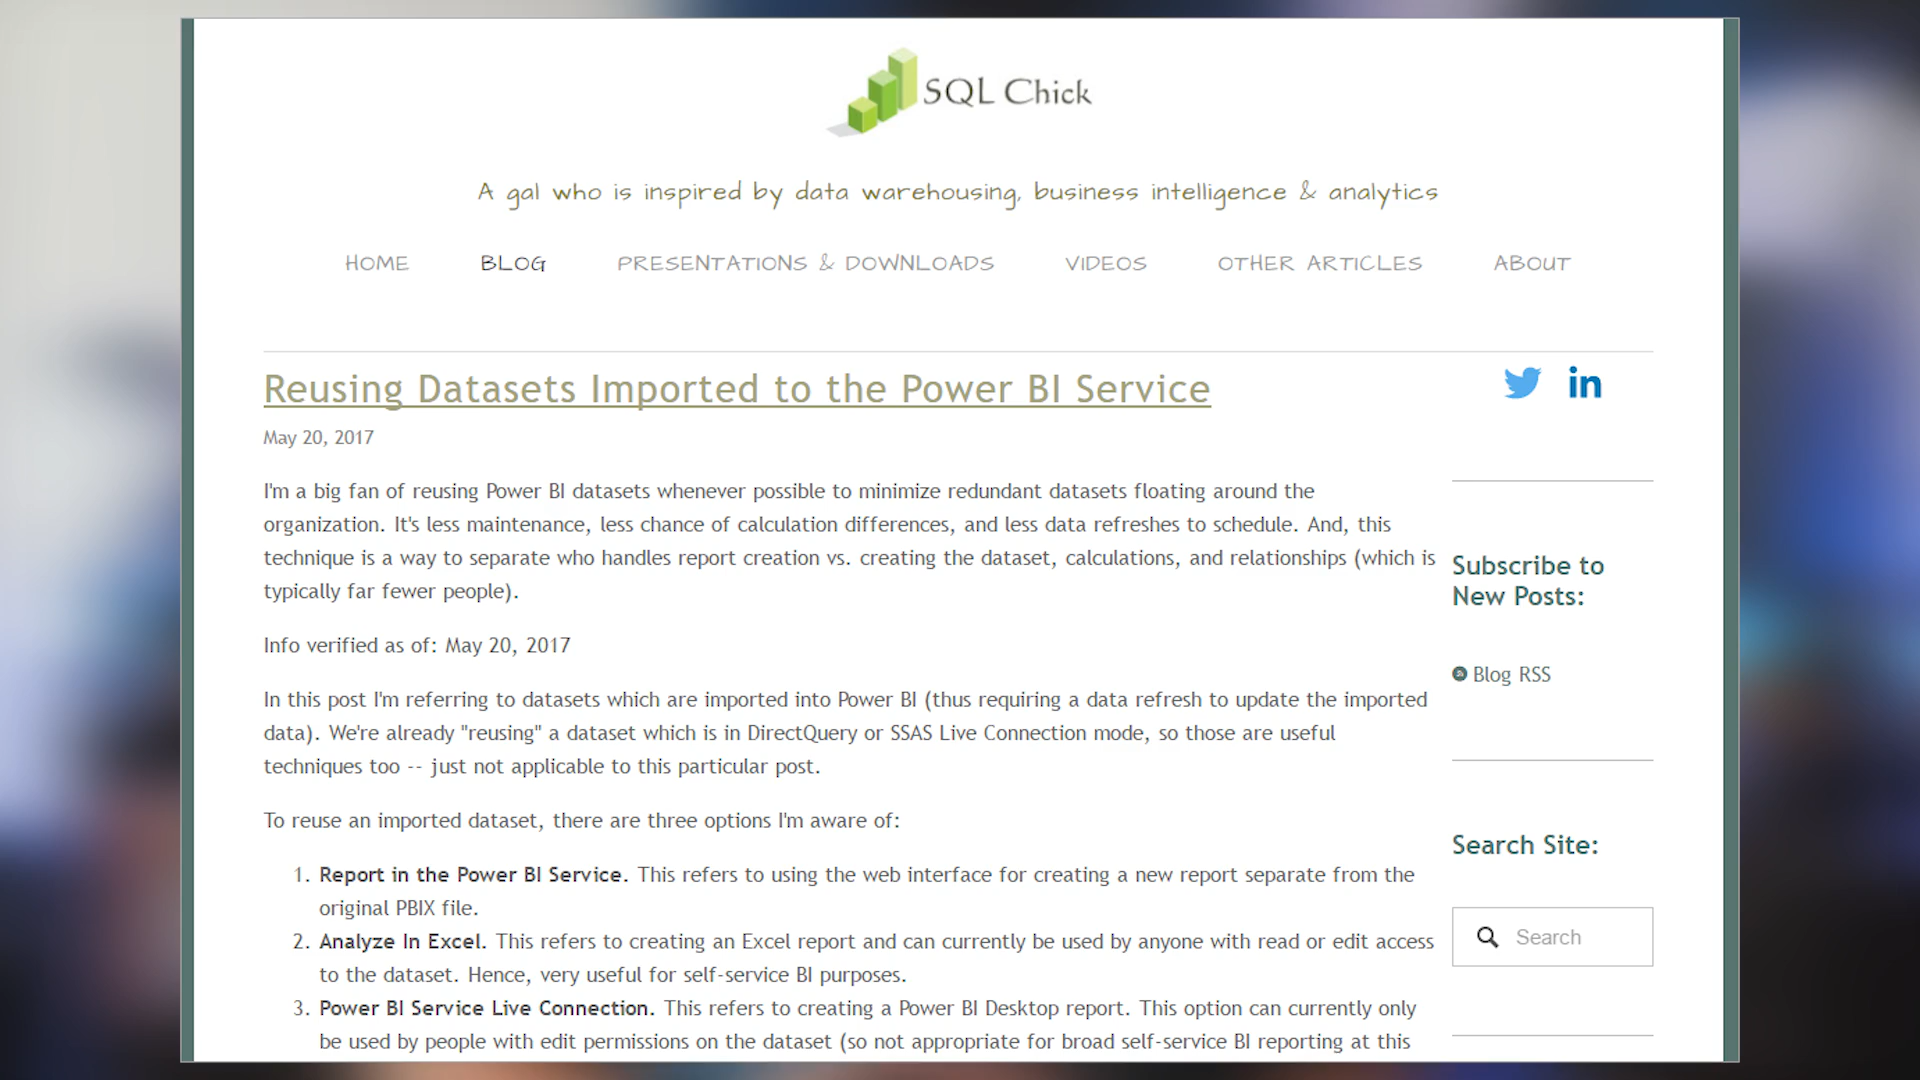 SQL Chick
A gal who is inspired by data warehousing, business intelligence & analytics
HOME BLOG PRESENTATIONS & DOWNLOADS VIDEOS OTHER ARTICLES ABOUT
Reusing Datasets Imported to the Power BI Service
May 20, 2017
I'm a big fan of reusing Power BI datasets whenever possible to minimize redundant datasets floating around the
organization. It's less maintenance, less chance of calculation differences, and less data refreshes to schedule. And, this
technique is a way to separate who handles report creation vs. creating the dataset, calculations, and relationships (which is
typically far fewer people).
Info verified as of: May 20, 2017
In this post I'm referring to datasets which are imported into Power BI (thus requiring a data refresh to update the imported
data). We're already "reusing" a dataset which is in DirectQuery or SSAS Live Connection mode, so those are useful
techniques too -- just not applicable to this particular post.
To reuse an imported dataset, there are three options I'm aware of:
1. Report in the Power BI Service. This refers to using the web interface for creating a new report separate from the
original PBIX file.
2. Analyze In Excel. This refers to creating an Excel report and can currently be used by anyone with read or edit access
to the dataset. Hence, very useful for self-service BI purposes.
3. Power BI Service Live Connection. This refers to creating a Power BI Desktop report. This option can currently only
be used by people with edit permissions on the dataset (so not appropriate for broad self-service BI reporting at this
in
Subscribe to
New Posts:
Blog RSS
Search Site:
Search